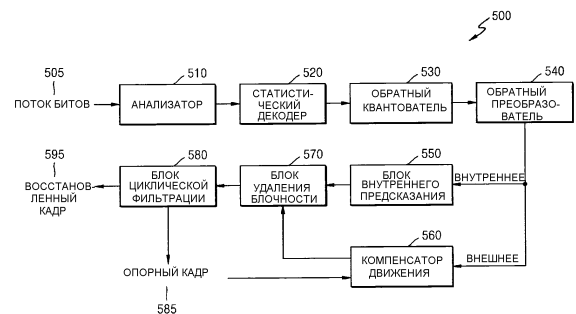 500
505
ПОТОК БИТОВ
510
АНАЛИЗАТОР
520
СТАТИСТИ-
ЧЕСКИЙ
ДЕКОДЕР
530
ОБРАТНЫЙ
КВАНТОВАТЕЛЬ
540
ОБРАТНЫЙ
ПРЕОБРАЗО-
ВАТЕЛЬ
595
ВОССТАНОВ-
ЛЕННЫЙ
КАДР
580
БЛОК
ЦИКЛИЧЕСКОЙ
ФИЛЬТРАЦИИ
570
БЛОК
УДАЛЕНИЯ
БЛОЧНОСТИ
550
БЛОК
ВНУТРЕННЕГО
ПРЕДСКАЗАНИЯ
ВНУТРЕННЕЕ
560
КОМПЕНСАТОР
ДВИЖЕНИЯ
ВНЕШНЕЕ
ОПОРНЫЙ КАДР
585